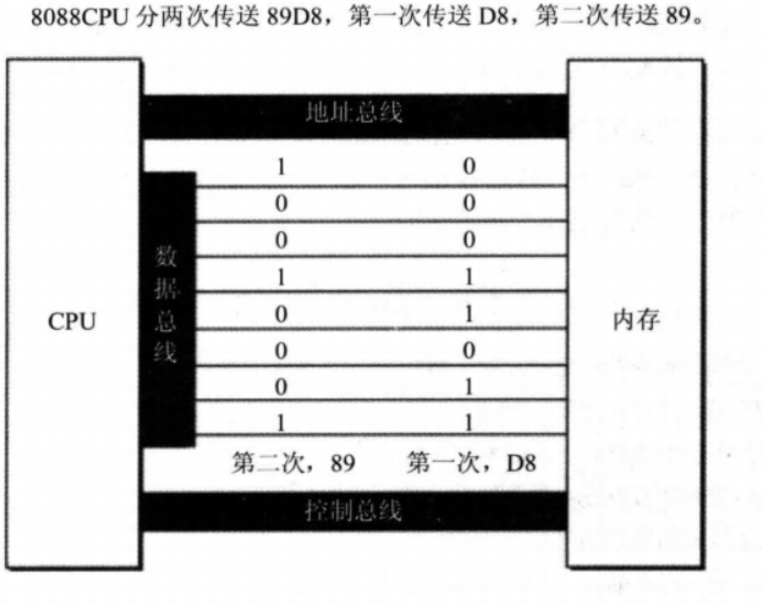 8088CPU 分两次传送 89D8，第一次传送 D8，第二次传送 89。
地址总线
1 0
0 0
0 0
1 1
0 1
0 0
0 1
1 1
数据总线
CPU
内存
第二次，89 第一次，D8
控制总线